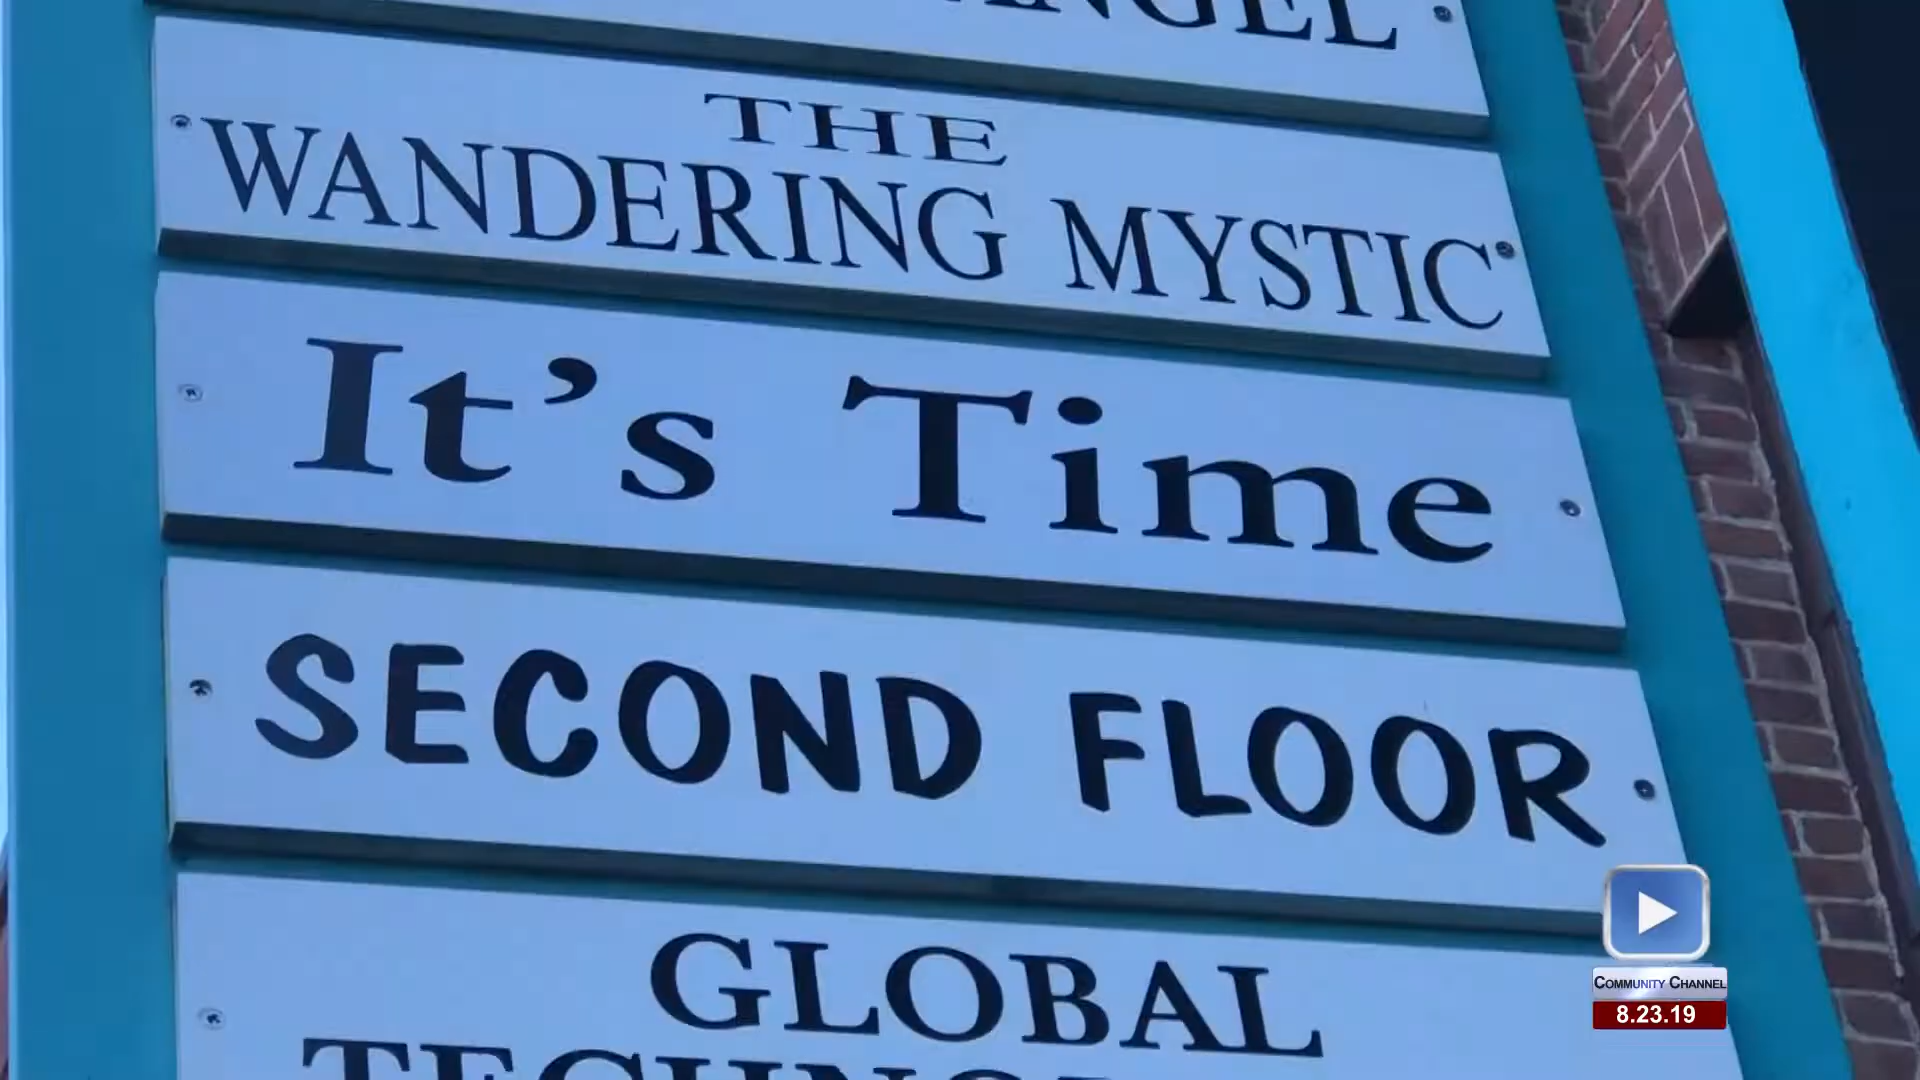 THE
WANDERING MYSTIC
It's Time
SECOND FLOOR
GLOBAL
COMMUNITY CHANNEL
8.23.19